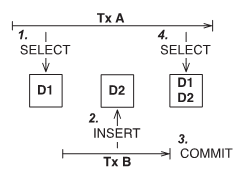 Tx A
1.
SELECT
4.
SELECT
D1
D2
D1
D2
2.
INSERT
3.
COMMIT
Tx B